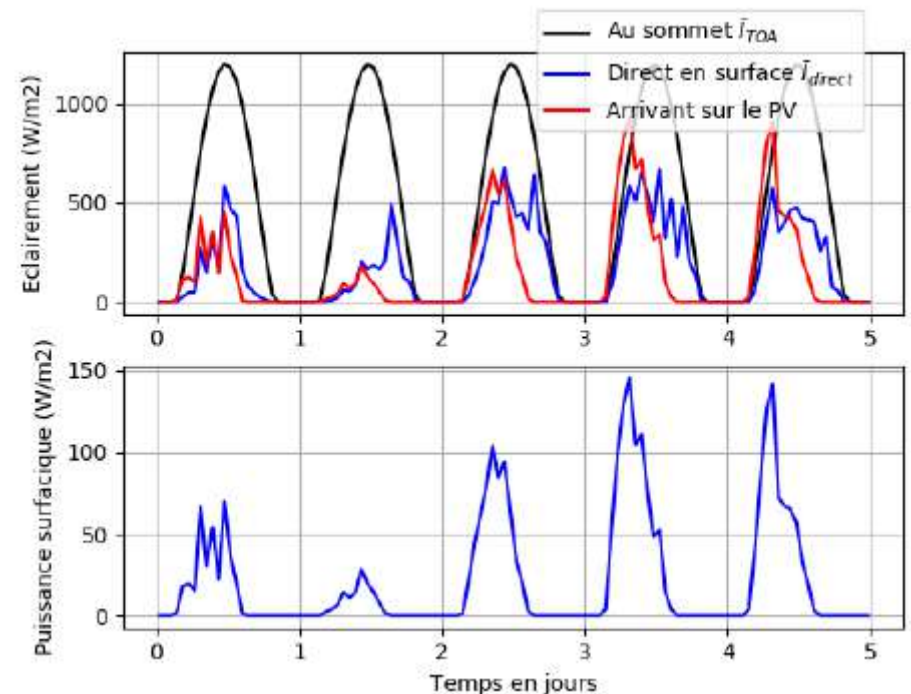 Au sommet Ī_TOA
Direct en surface Ī_direct
Arrivant sur le PV
Eclairement (W/m2)
1000
500
0
0 1 2 3 4 5
Puissance surfacique (W/m2)
150
100
50
0
0 1 2 3 4 5
Temps en jours